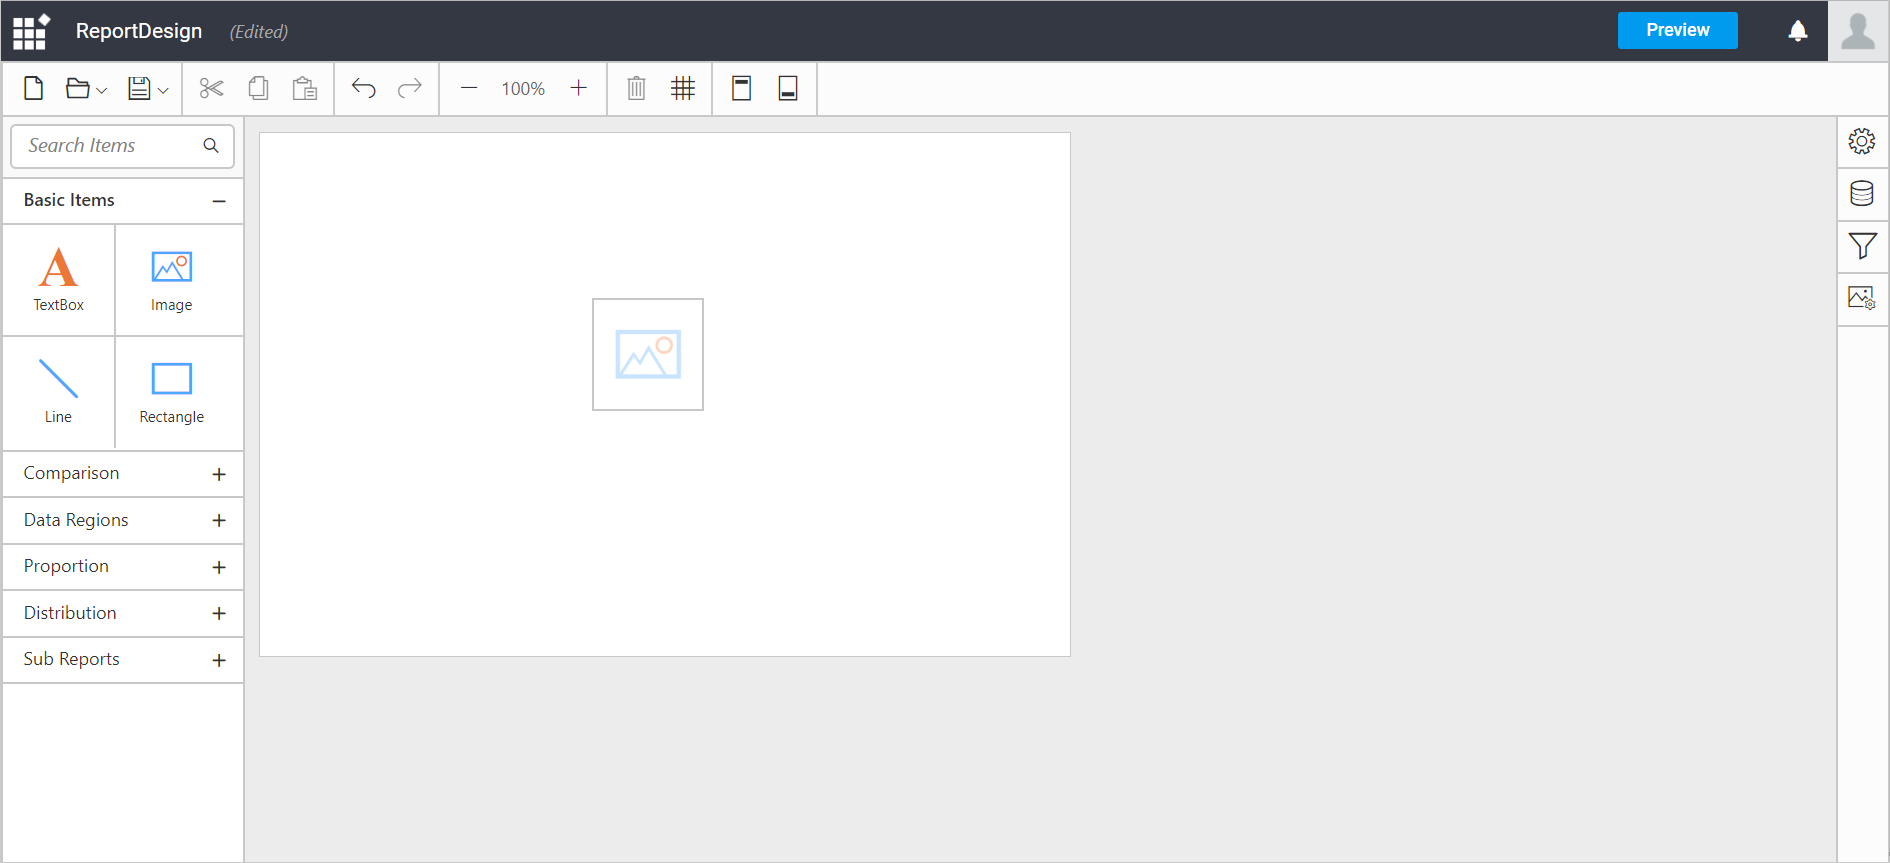 ReportDesign (Edited) Preview
100%
Search Items
Basic Items
TextBox Image
Line Rectangle
Comparison
Data Regions
Proportion
Distribution
Sub Reports